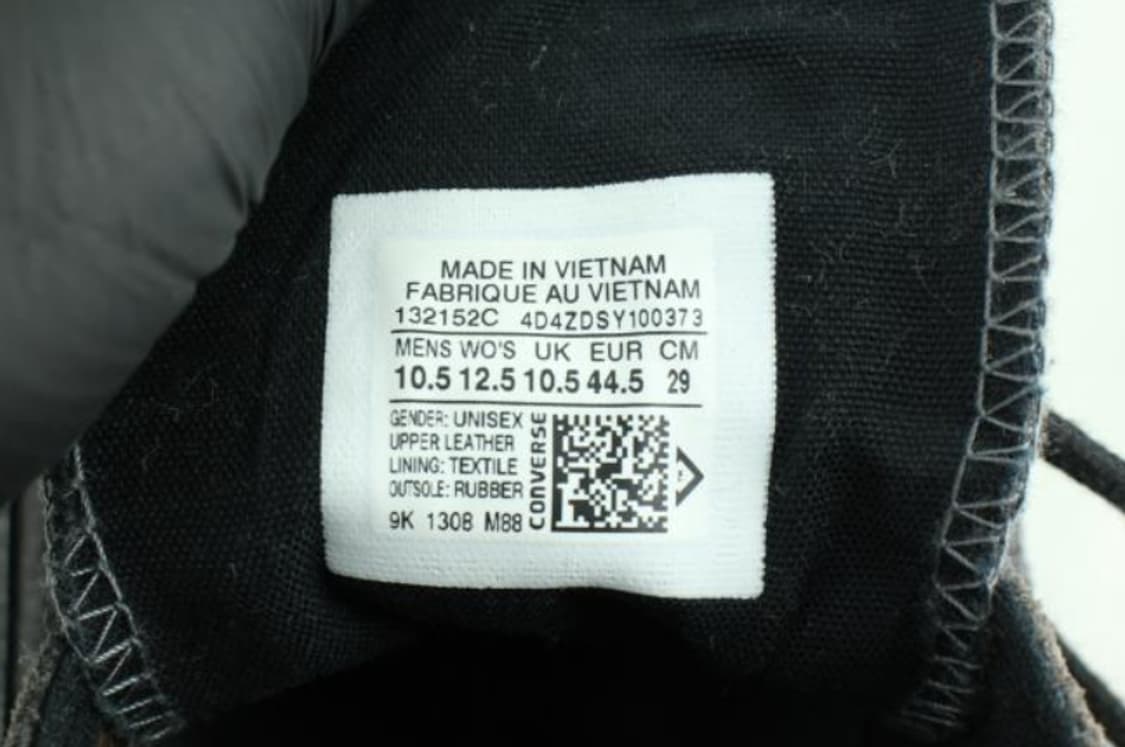 MADE IN VIETNAM
FABRIQUE AU VIETNAM
132152C 4D4ZDSY100373
MENS WO'S UK EUR CM
10.5 12.5 10.5 44.5 29
GENDER: UNISEX
UPPER LEATHER
LINING: TEXTILE
OUTSOLE: RUBBER
9K 1308 M88
CONVERSE